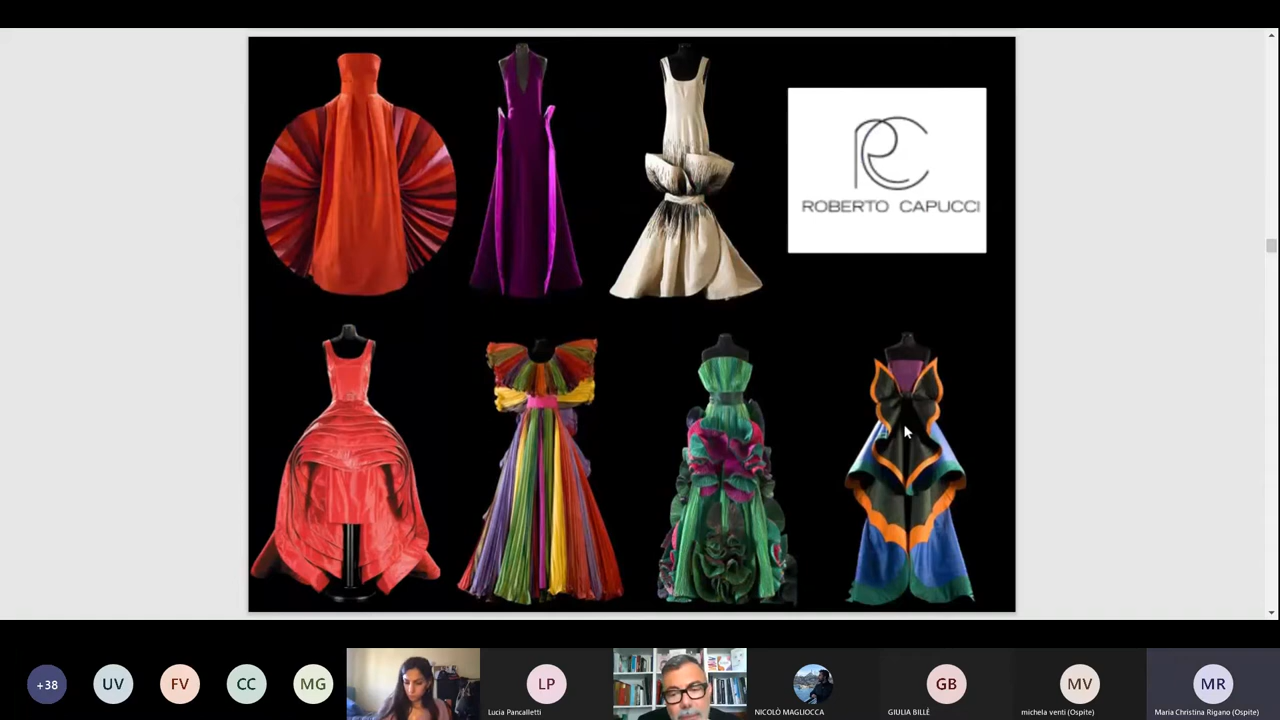 RC
ROBERTO CAPUCCI
+38
UV
FV
CC
MG
LP
Lucia Pancalletti
NICOLÒ MAGLIOCCA
GB
GIULIA BILLÈ
MV
michela venti (Ospite)
MR
Maria Christina Rigano (Ospite)